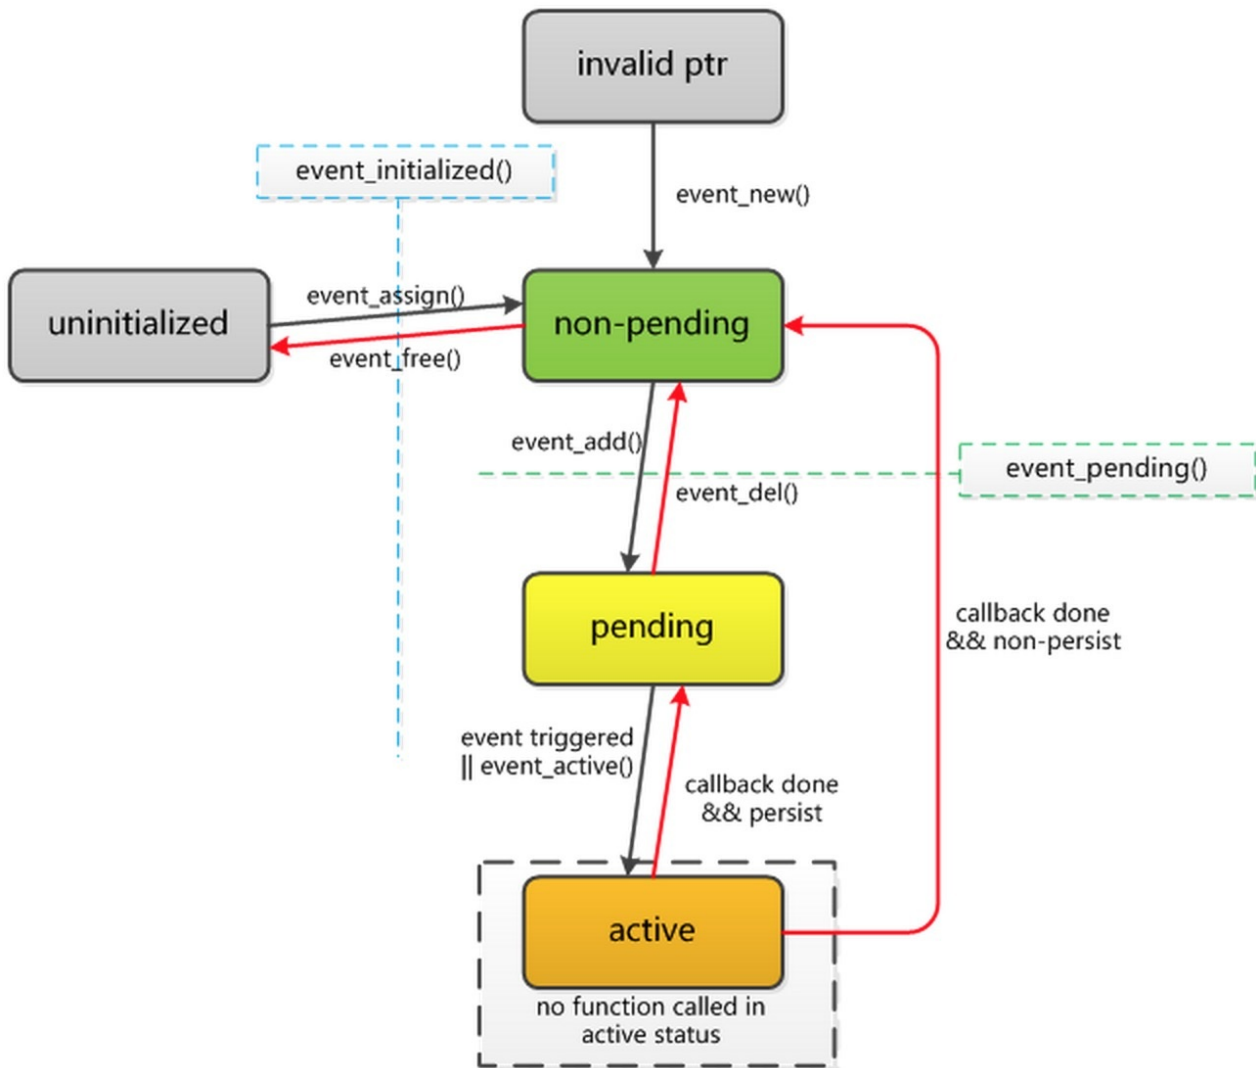 invalid ptr
event_initialized()
event_new()
uninitialized
event_assign()
event_free()
non-pending
event_add()
event_del()
event_pending()
pending
callback done
&& non-persist
event triggered
|| event_active()
callback done
&& persist
active
no function called in
active status